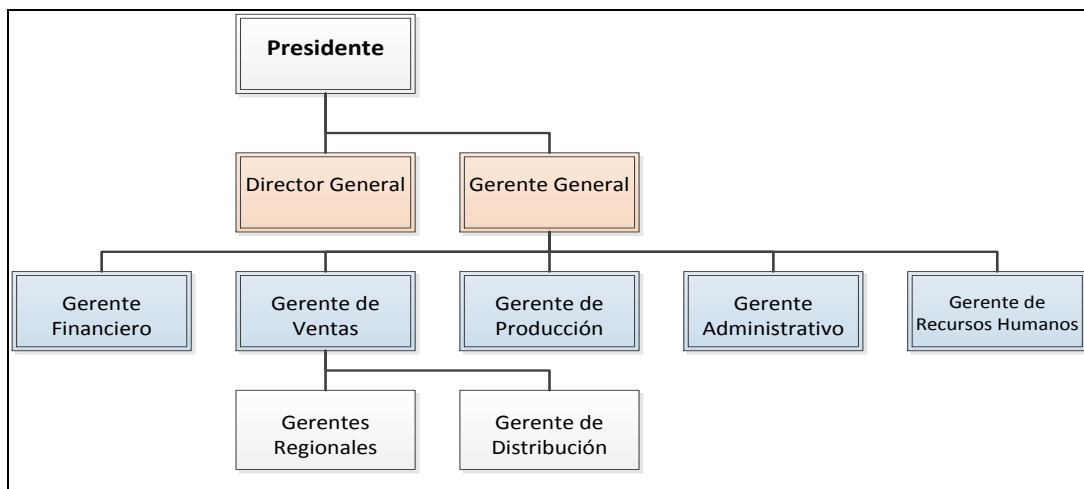 Presidente
Director General
Gerente General
Gerente
Financiero
Gerente de
Ventas
Gerente de
Producción
Gerente
Administrativo
Gerente de
Recursos Humanos
Gerentes
Regionales
Gerente de
Distribución